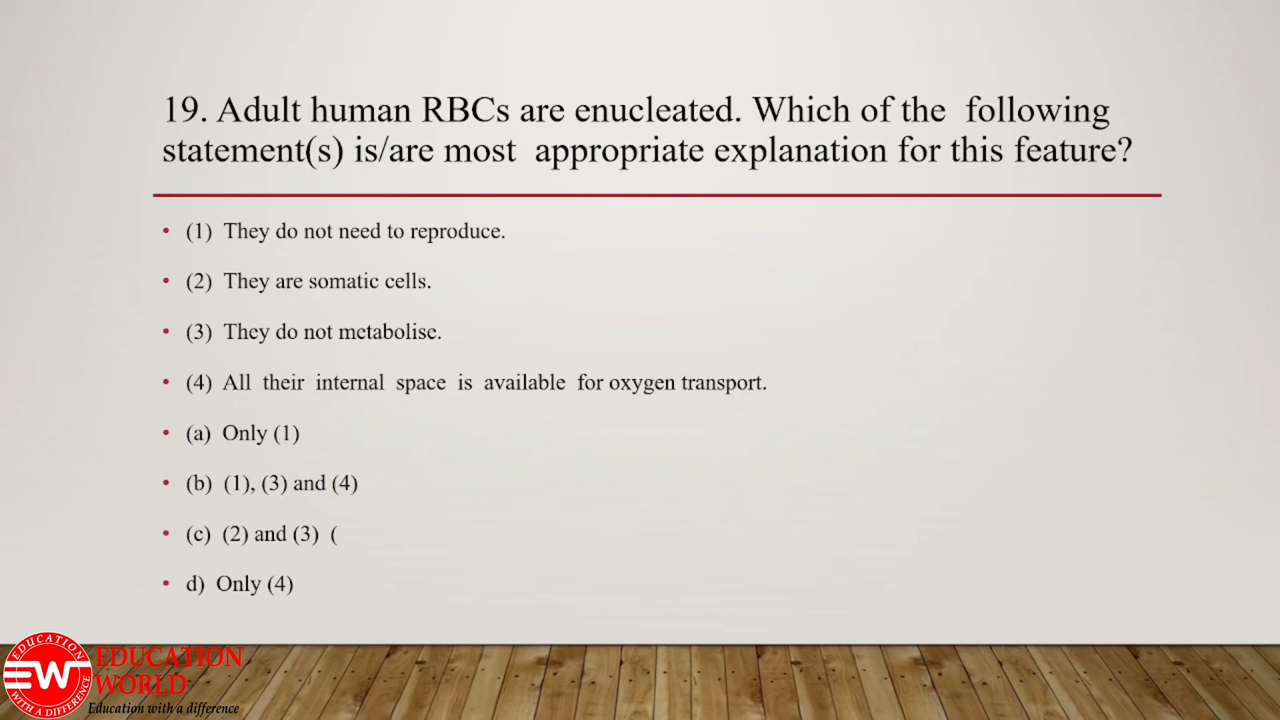 19. Adult human RBCs are enucleated. Which of the following
statement(s) is/are most appropriate explanation for this feature?
• (1) They do not need to reproduce.
• (2) They are somatic cells.
• (3) They do not metabolise.
• (4) All their internal space is available for oxygen transport.
• (a) Only (1)
• (b) (1), (3) and (4)
• (c) (2) and (3) (
• d) Only (4)
EDUCATION
EW
WITH A DIFFERENCE
EDUCATION
WORLD
Education with a difference